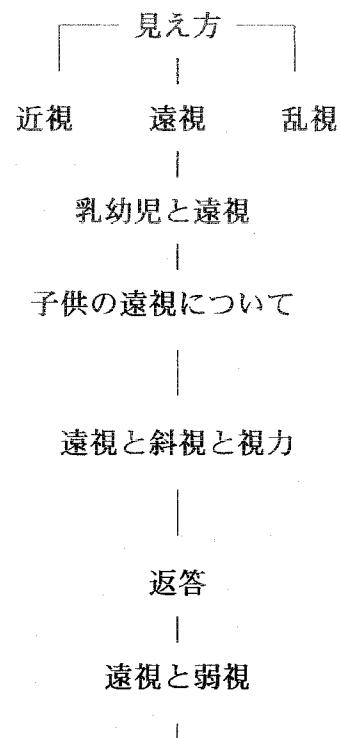 見え方
近視 遠視 乱視
乳幼児と遠視
子供の遠視について
遠視と斜視と視力
返答
遠視と弱視